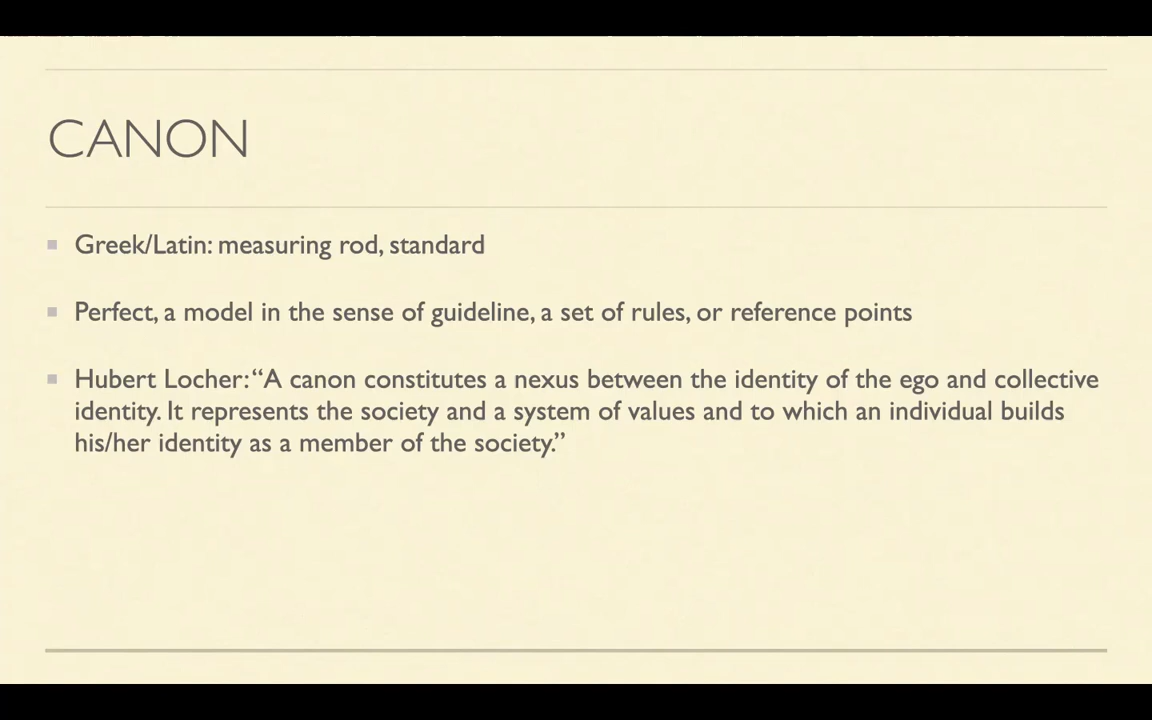 CANON
Greek/Latin: measuring rod, standard
Perfect, a model in the sense of guideline, a set of rules, or reference points
Hubert Locher: “A canon constitutes a nexus between the identity of the ego and collective
identity. It represents the society and a system of values and to which an individual builds
his/her identity as a member of the society.”